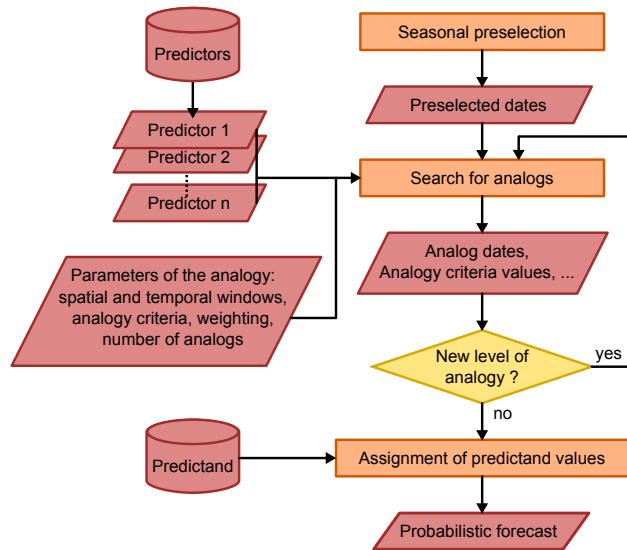 Seasonal preselection
Predictors
Preselected dates
Predictor 1
Predictor 2
Search for analogs
Predictor n
Analog dates,
Analogy criteria values, ...
Parameters of the analogy:
spatial and temporal windows,
analogy criteria, weighting,
number of analogs
New level of
analogy ?
yes
no
Predictand
Assignment of predictand values
Probabilistic forecast